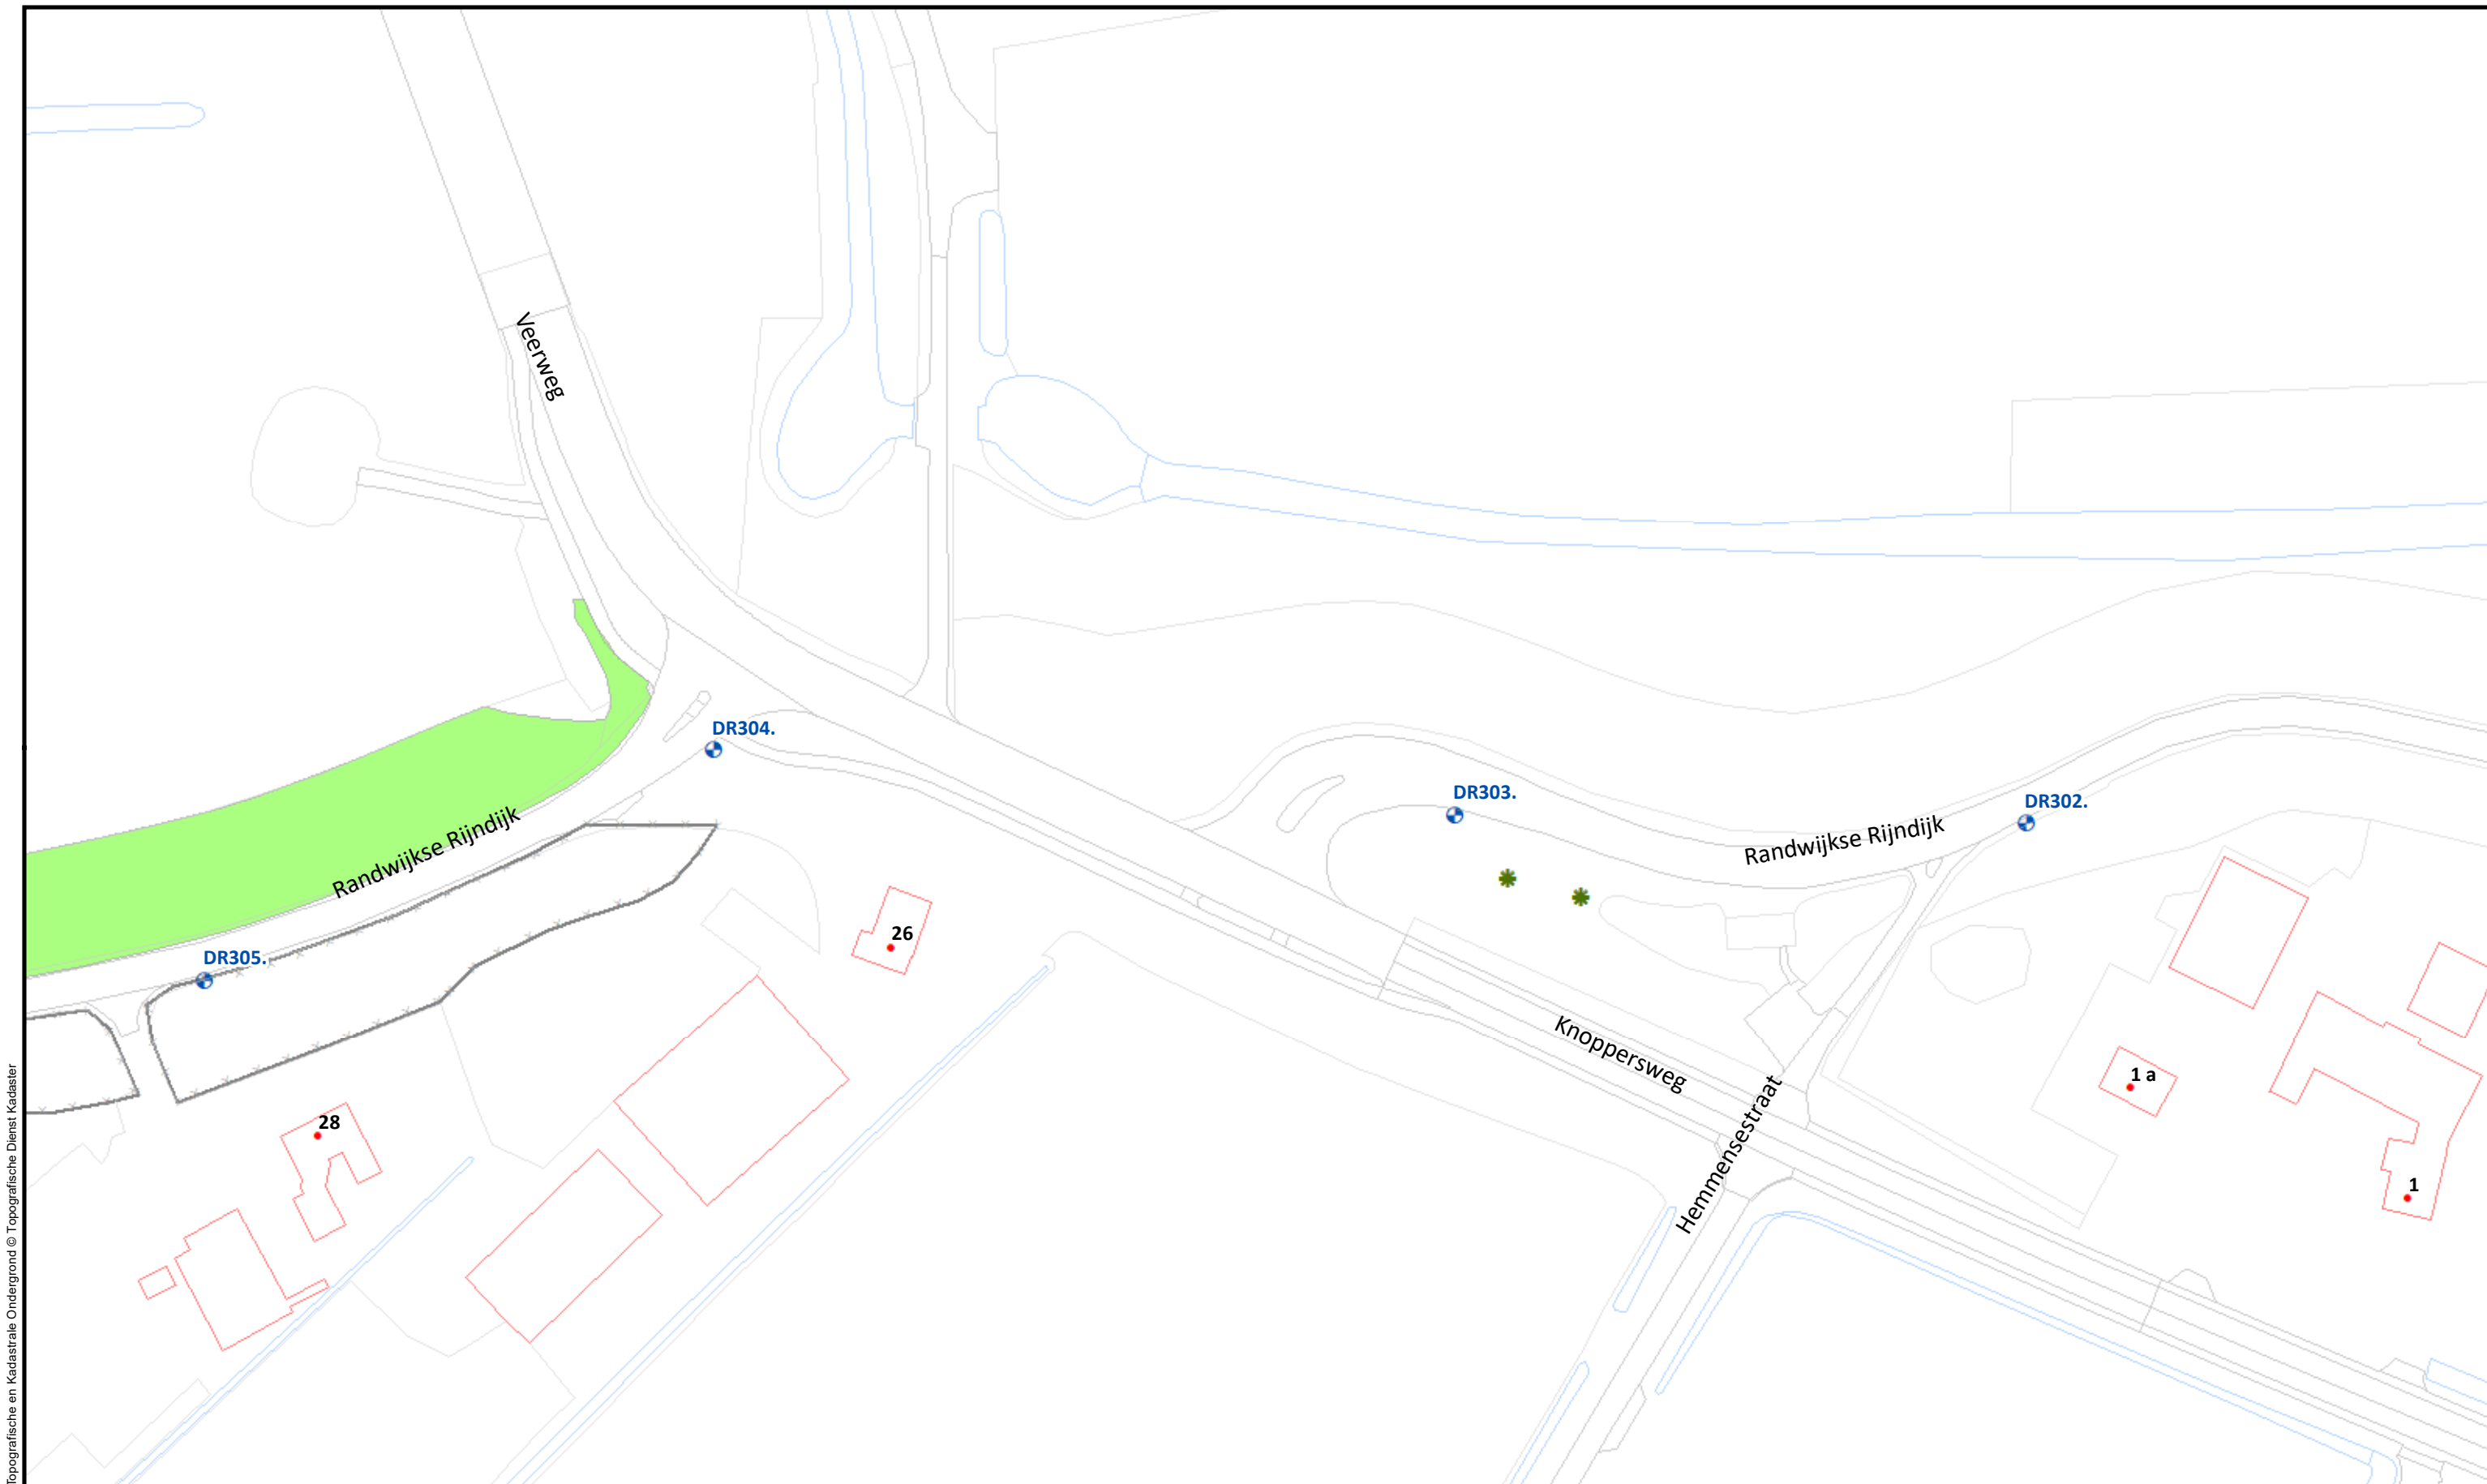 Veerweg
DR304.
DR303.
DR302.
Randwijkse Rijndijk
Randwijkse Rijndijk
26
DR305.
Knoppersweg
1 a
28
Hemmensestraat
1
Topografische en Kadastrale Ondergrond © Topografische Dienst Kadaster